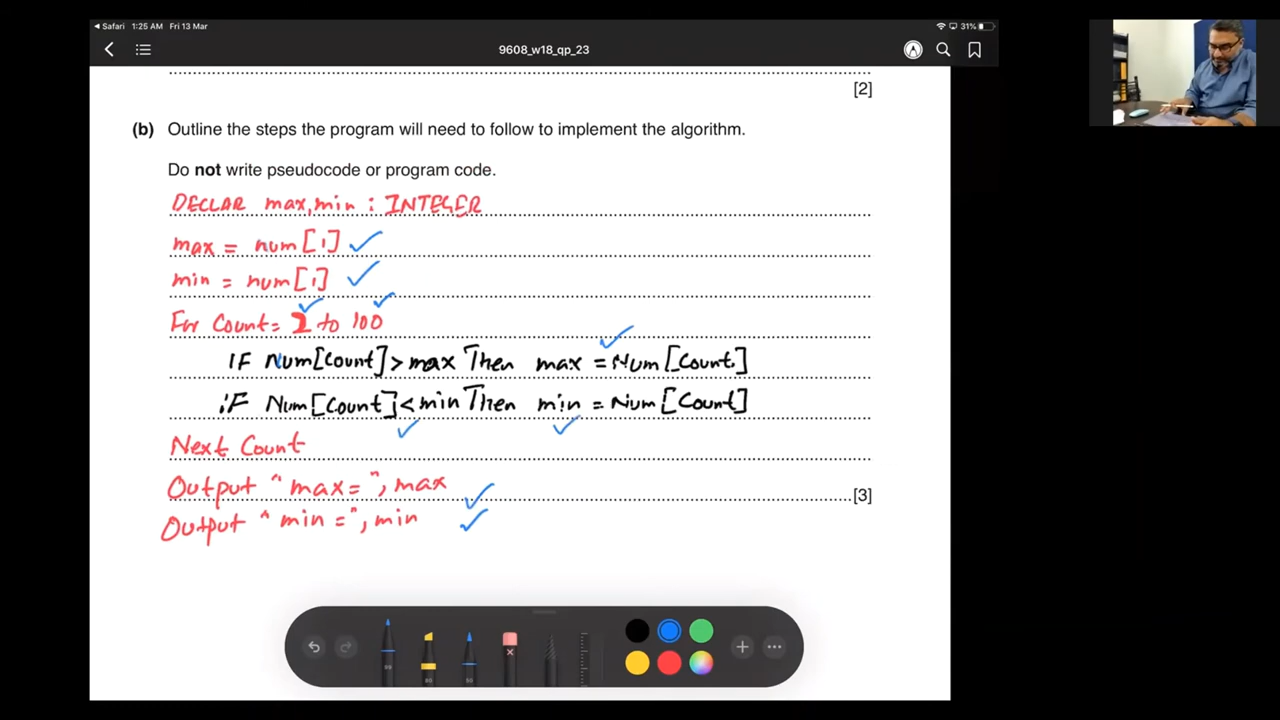 Safari 1:25 AM Fri 13 Mar 31%
9608_w18_qp_23
[2]
(b) Outline the steps the program will need to follow to implement the algorithm.
Do not write pseudocode or program code.
DECLAR max,min : INTEGER
max = num[1]
min = num[1]
For Count= 2 to 100
IF Num[Count] > max Then max = Num[Count]
iF Num[Count] < min Then min = Num[Count]
Next Count
Output " max= ", max
[3]
Output " min = ", min